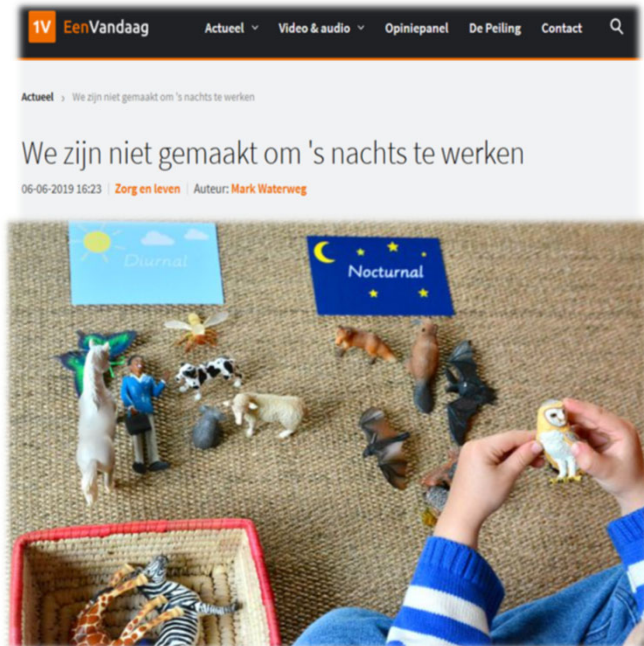 1V EenVandaag Actueel Video & audio Opiniepanel De Peiling Contact
Actueel > We zijn niet gemaakt om 's nachts te werken
We zijn niet gemaakt om 's nachts te werken
06-06-2019 16:23 | Zorg en leven | Auteur: Mark Waterweg
Diurnal
Nocturnal